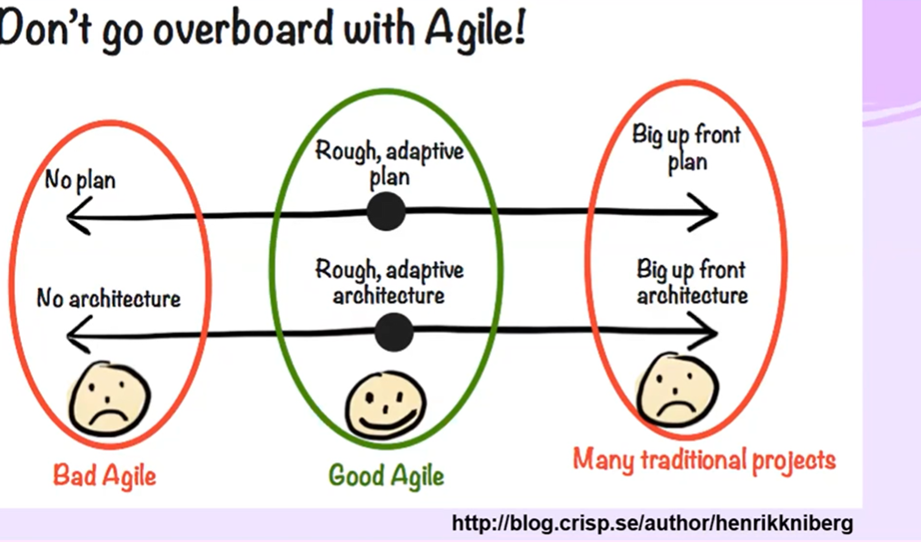 Don't go overboard with Agile!
No plan
Rough, adaptive
plan
Big up front
plan
No architecture
Rough, adaptive
architecture
Big up front
architecture
Bad Agile
Good Agile
Many traditional projects
http://blog.crisp.se/author/henrikkniberg